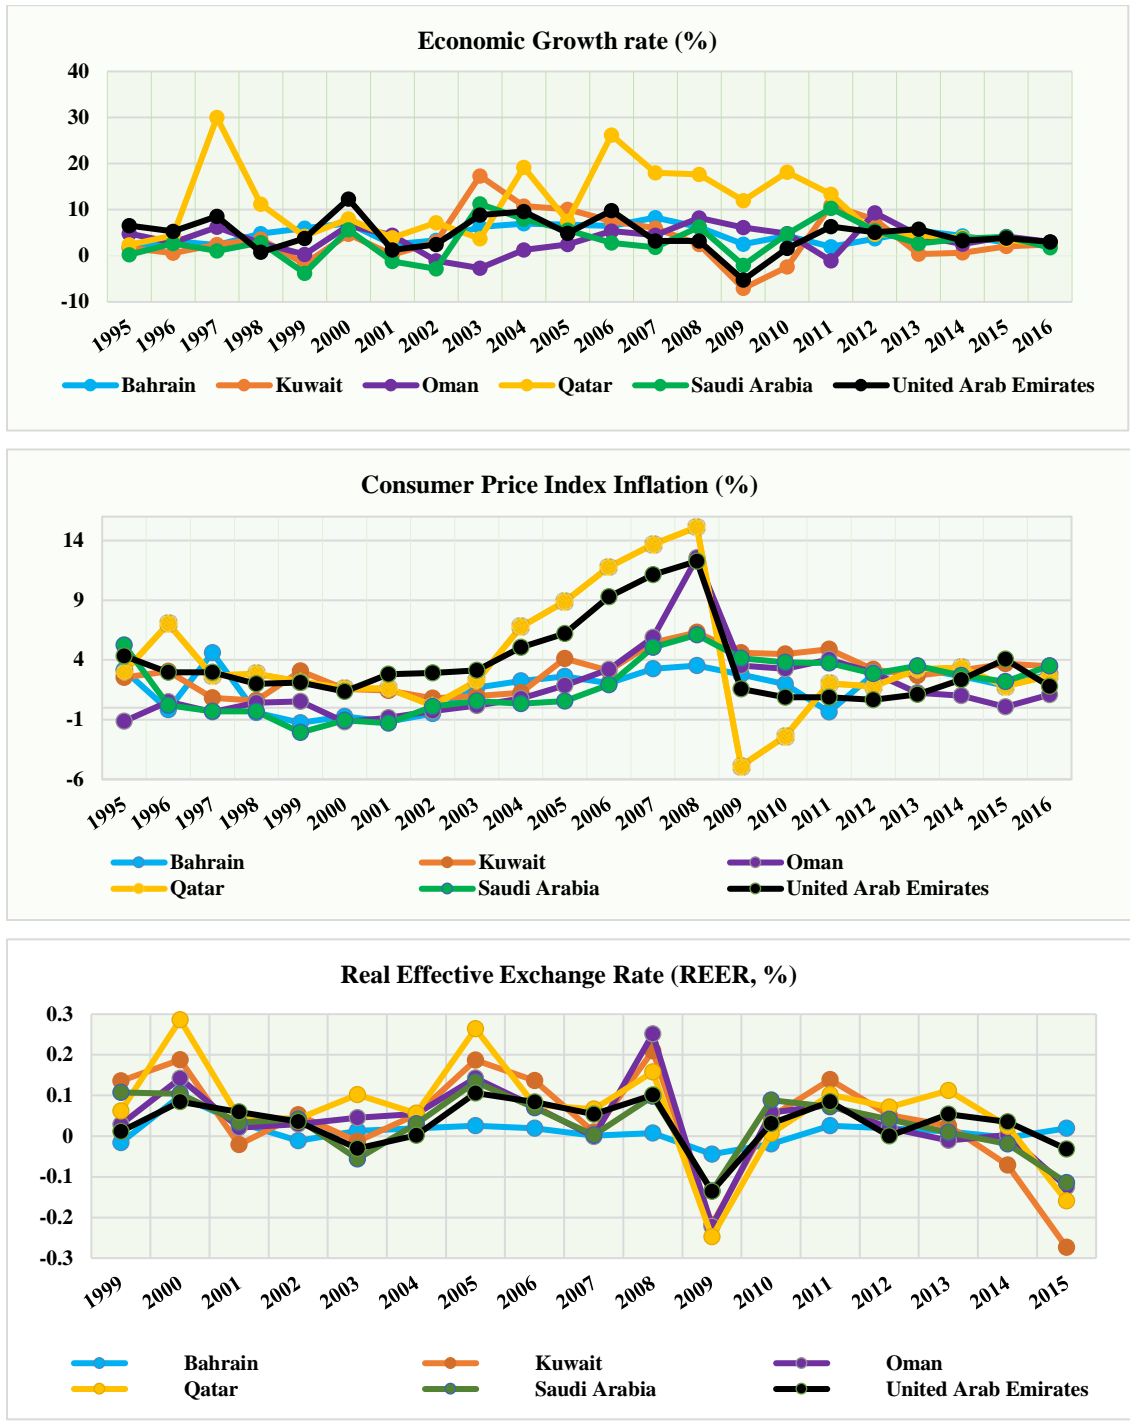 Economic Growth rate (%)
40
30
20
10
0
-10
1995 1996 1997 1998 1999 2000 2001 2002 2003 2004 2005 2006 2007 2008 2009 2010 2011 2012 2013 2014 2015 2016
Bahrain Kuwait Oman Qatar Saudi Arabia United Arab Emirates
Consumer Price Index Inflation (%)
14
9
4
-1
-6
1995 1996 1997 1998 1999 2000 2001 2002 2003 2004 2005 2006 2007 2008 2009 2010 2011 2012 2013 2014 2015 2016
Bahrain Kuwait Oman
Qatar Saudi Arabia United Arab Emirates
Real Effective Exchange Rate (REER, %)
0.3
0.2
0.1
0
-0.1
-0.2
-0.3
1999 2000 2001 2002 2003 2004 2005 2006 2007 2008 2009 2010 2011 2012 2013 2014 2015
Bahrain Kuwait Oman
Qatar Saudi Arabia United Arab Emirates